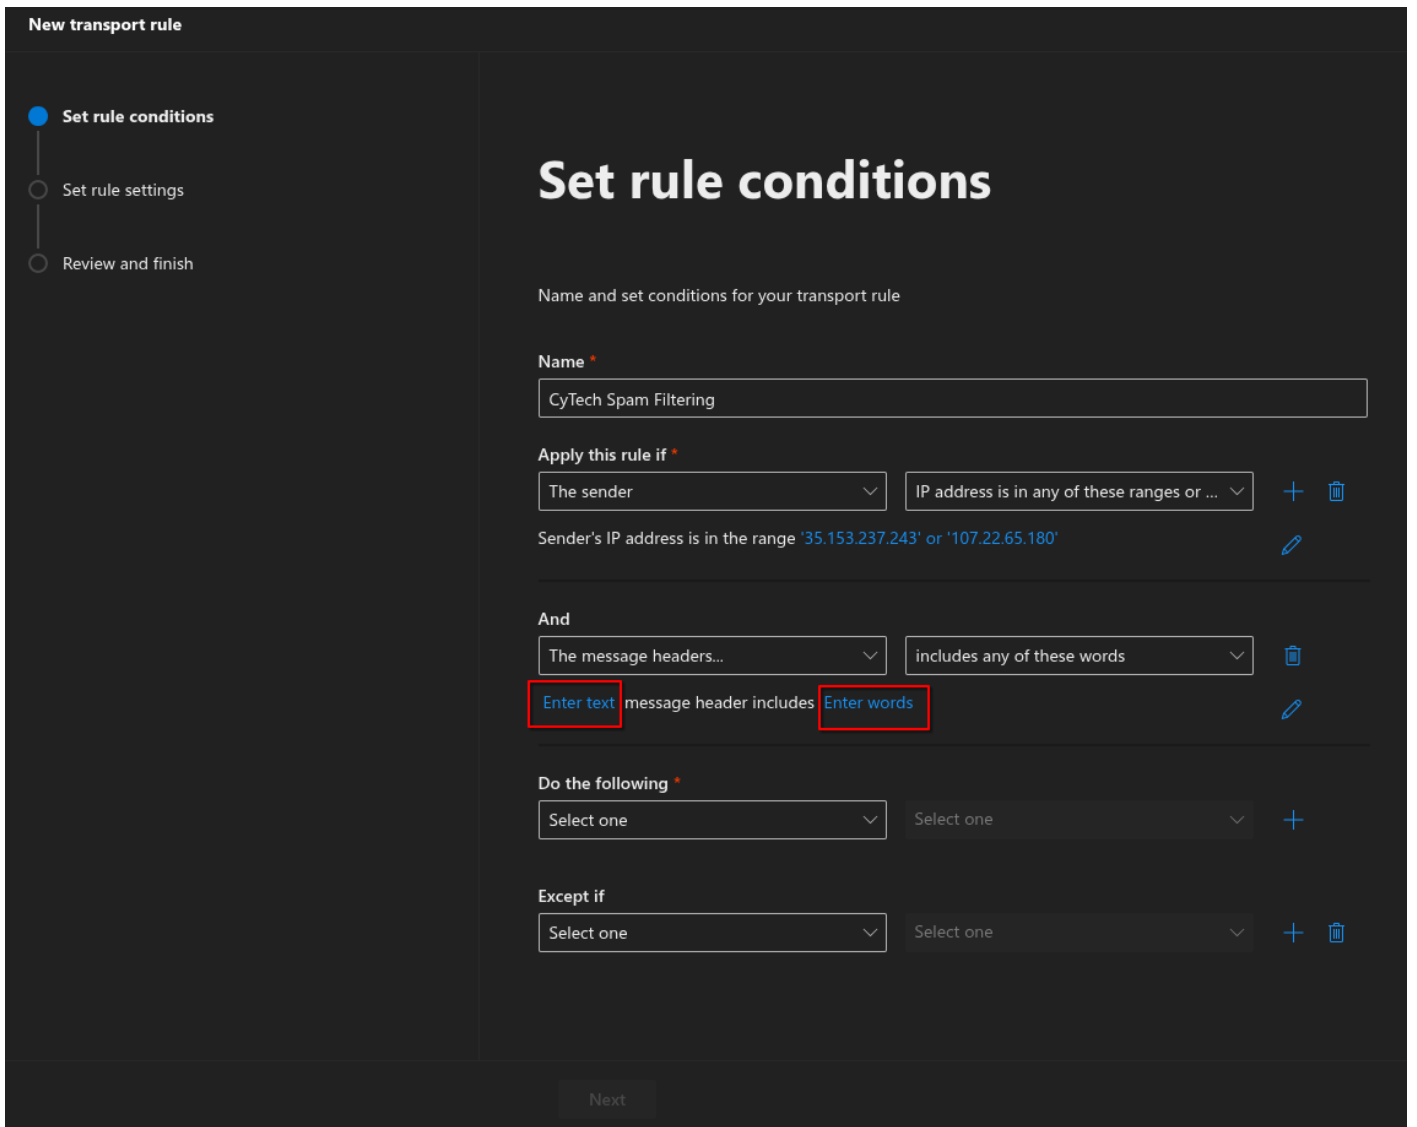 New transport rule
Set rule conditions
Set rule settings
Review and finish
Set rule conditions
Name and set conditions for your transport rule
Name *
CyTech Spam Filtering
Apply this rule if *
The sender
IP address is in any of these ranges or ...
Sender's IP address is in the range '35.153.237.243' or '107.22.65.180'
And
The message headers...
includes any of these words
Enter text message header includes Enter words
Do the following *
Select one
Select one
Except if
Select one
Select one
Next